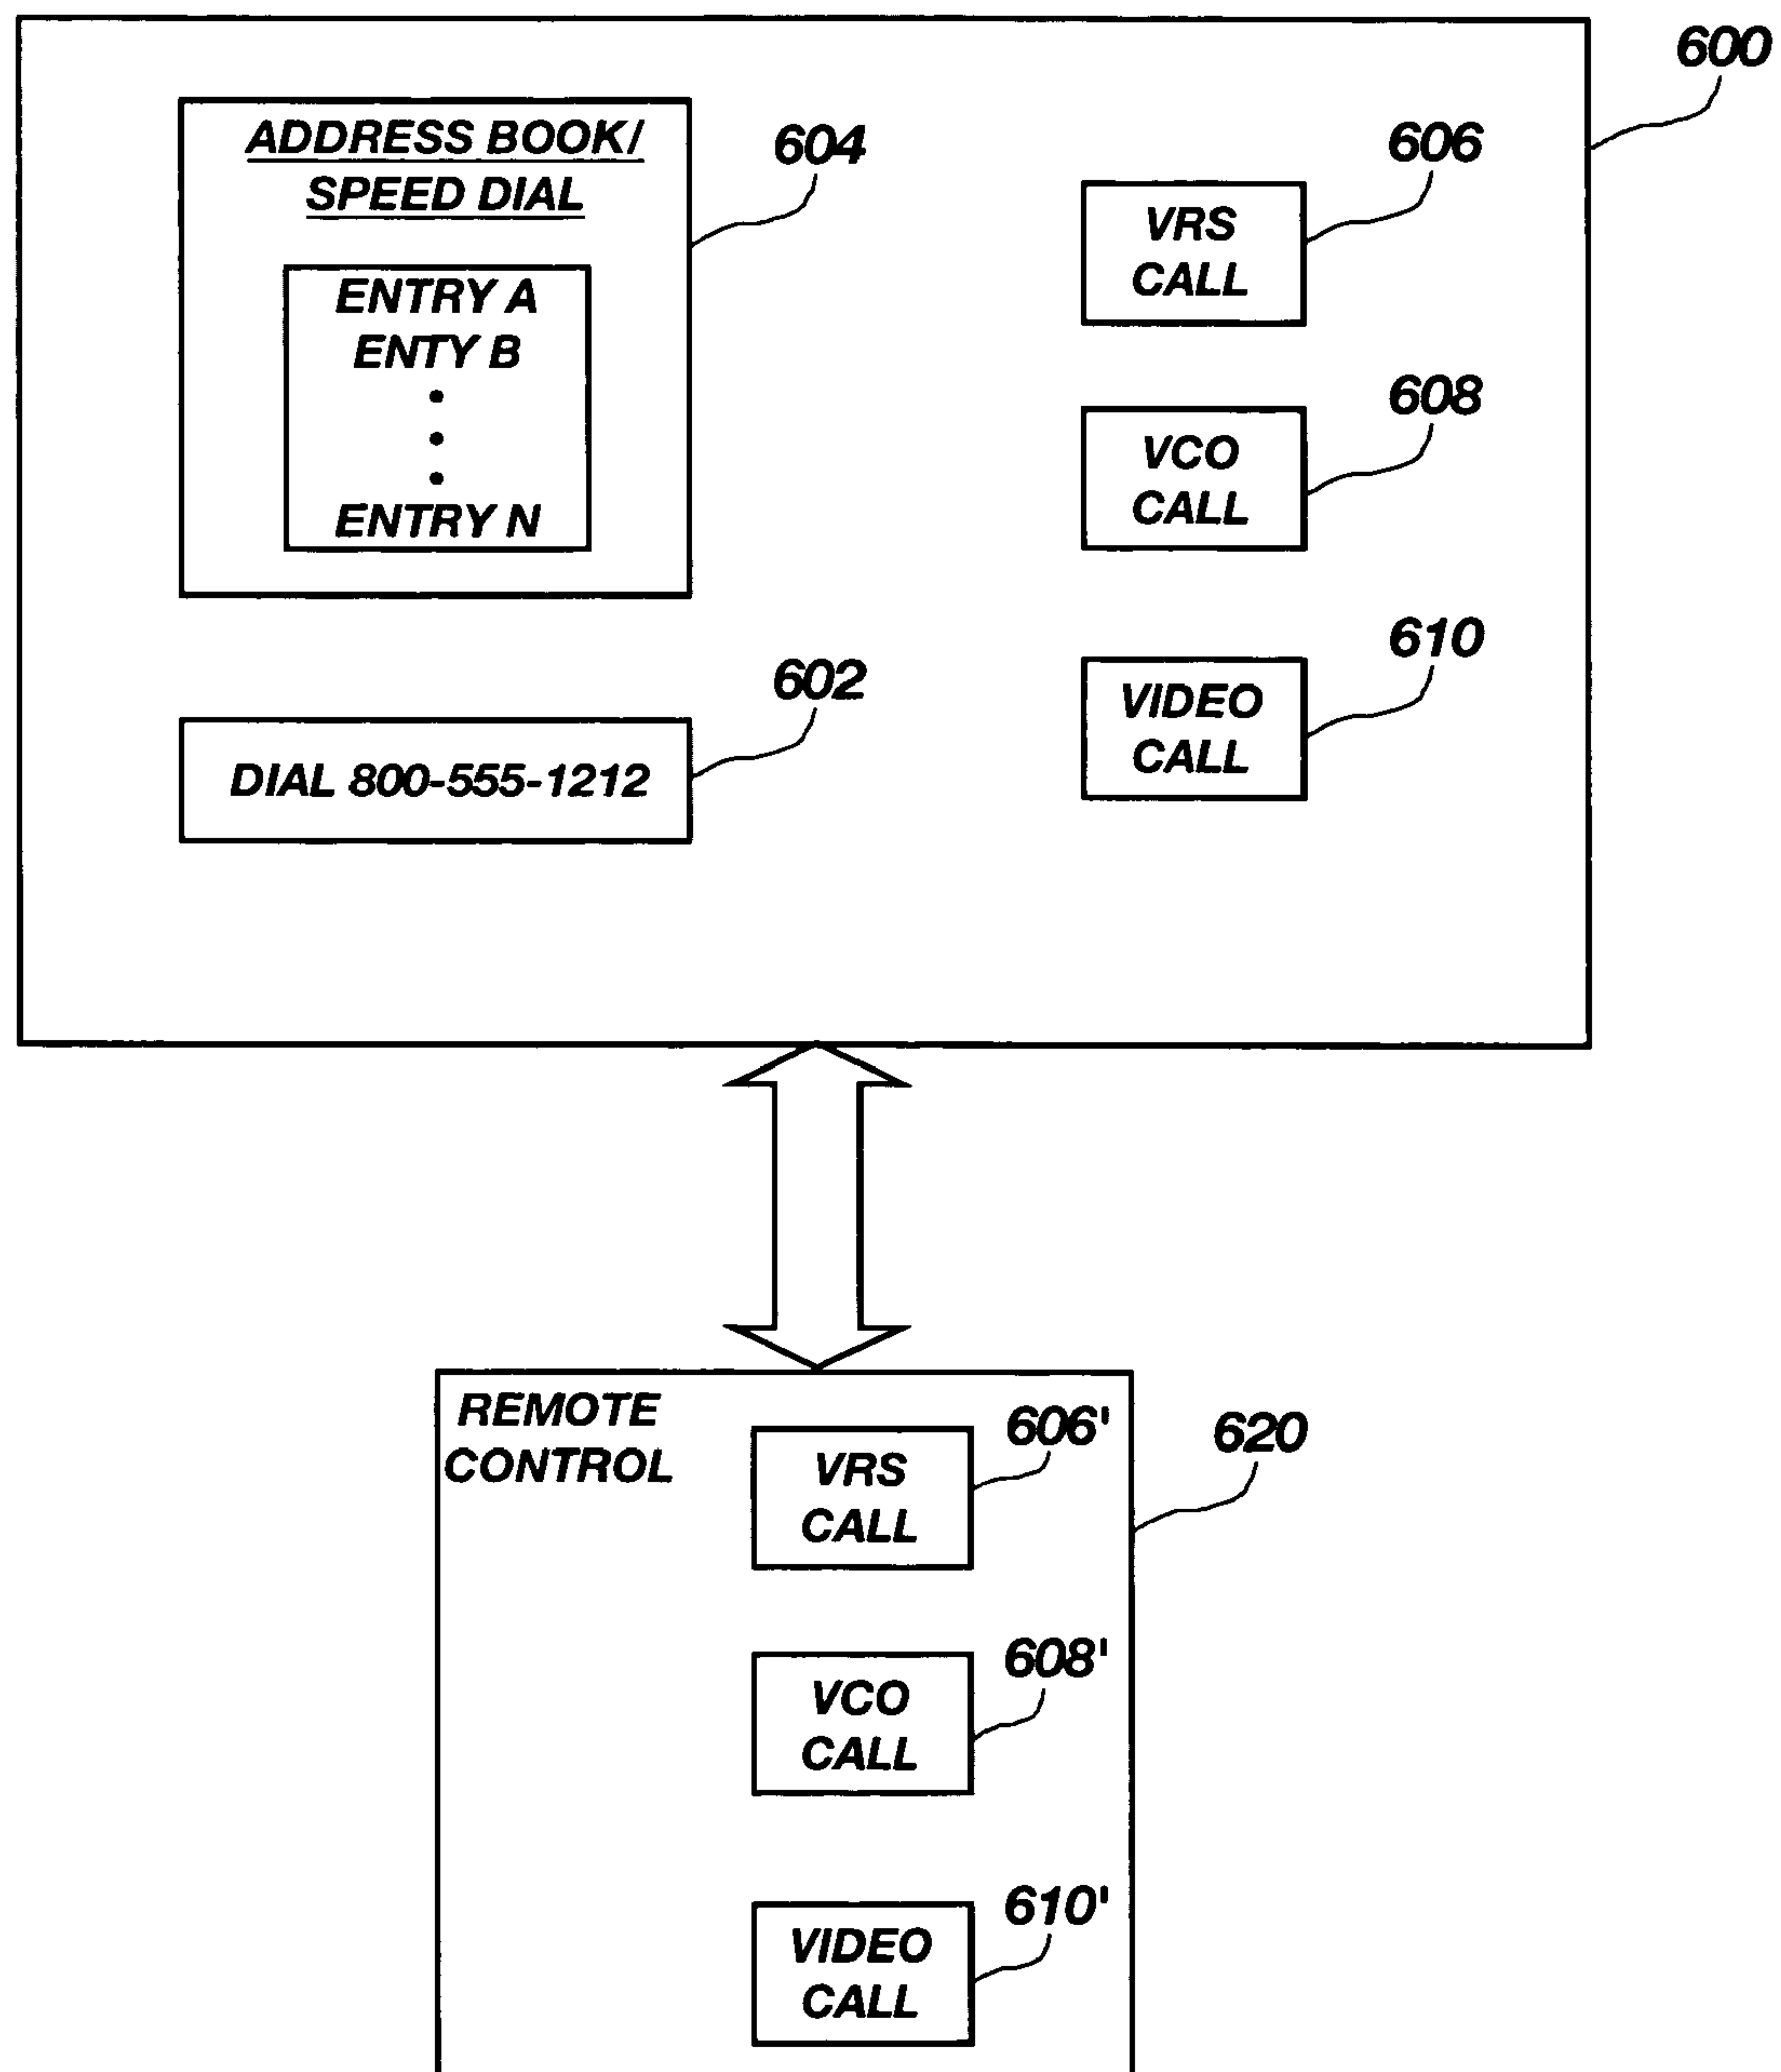 600
ADDRESS BOOK/
SPEED DIAL
604
ENTRY A
ENTY B
ENTRY N
606
VRS
CALL
608
VCO
CALL
602
DIAL 800-555-1212
610
VIDEO
CALL
REMOTE
CONTROL
606'
VRS
CALL
620
608'
VCO
CALL
610'
VIDEO
CALL